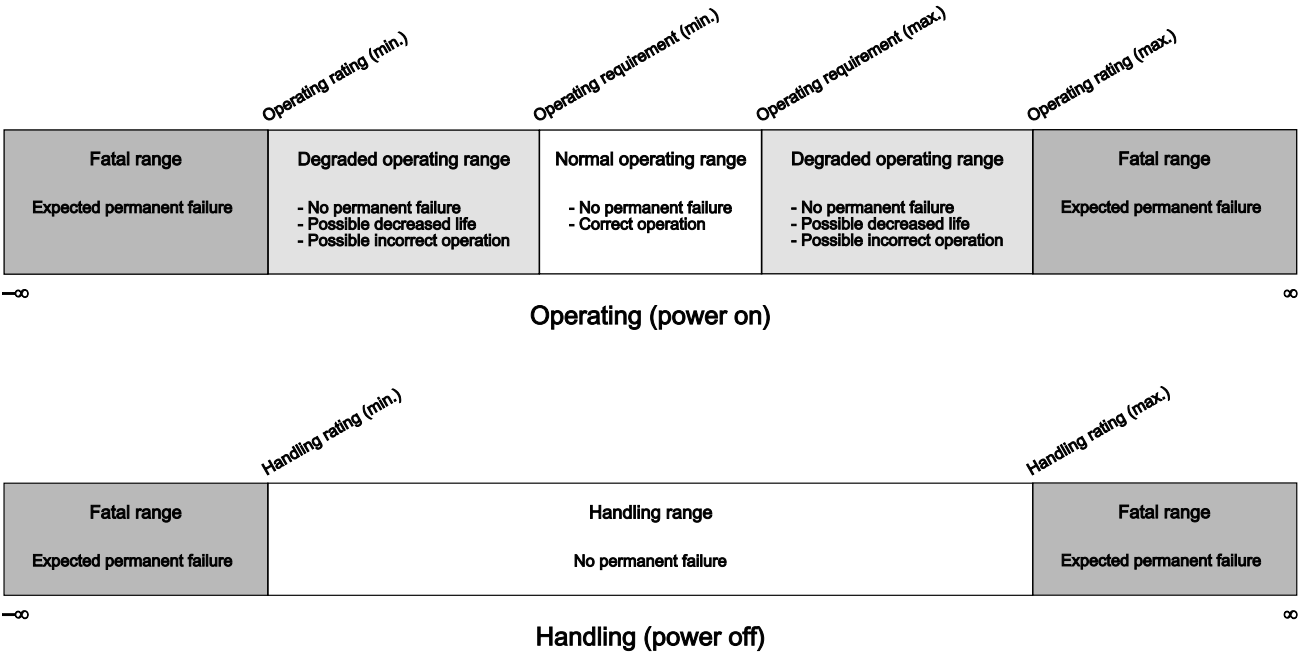 Operating rating (min.)
Operating requirement (min.)
Operating requirement (max.)
Operating rating (max.)
Fatal range
Expected permanent failure
Degraded operating range
- No permanent failure
- Possible decreased life
- Possible incorrect operation
Normal operating range
- No permanent failure
- Correct operation
Degraded operating range
- No permanent failure
- Possible decreased life
- Possible incorrect operation
Fatal range
Expected permanent failure
–∞
∞
Operating (power on)
Handling rating (min.)
Handling rating (max.)
Fatal range
Expected permanent failure
Handling range
No permanent failure
Fatal range
Expected permanent failure
–∞
∞
Handling (power off)